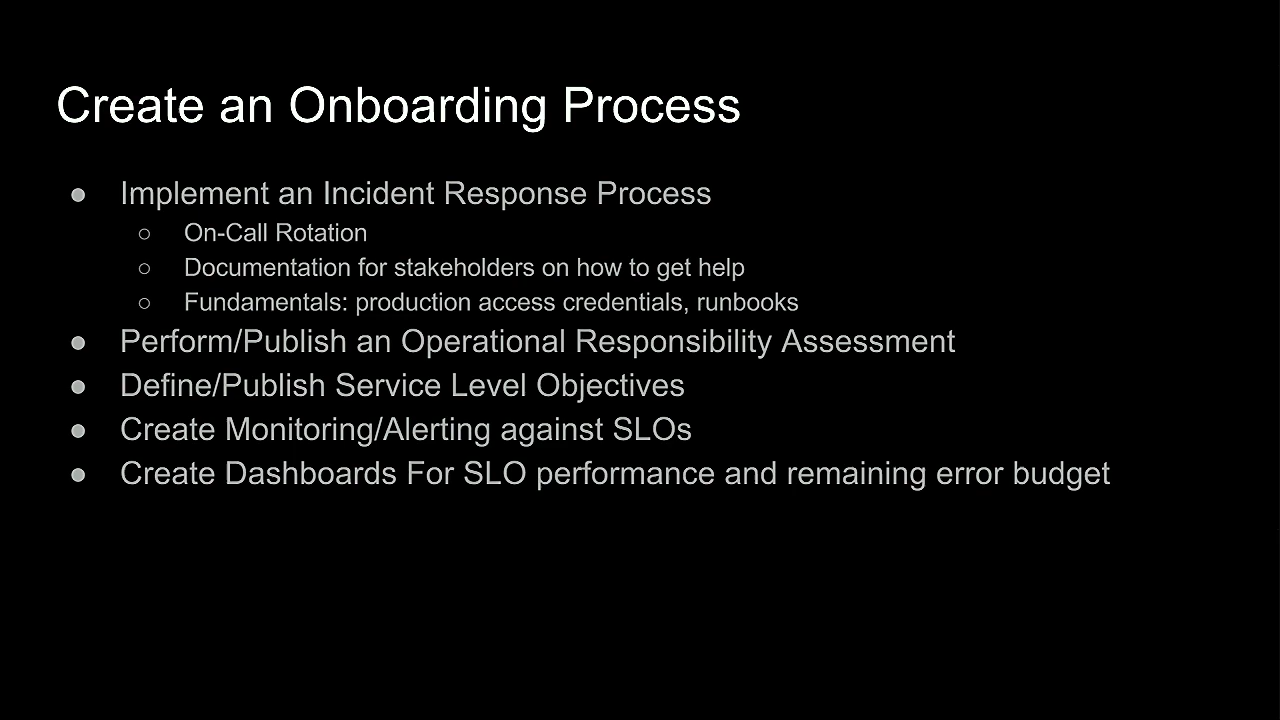 Create an Onboarding Process
● Implement an Incident Response Process
○ On-Call Rotation
○ Documentation for stakeholders on how to get help
○ Fundamentals: production access credentials, runbooks
● Perform/Publish an Operational Responsibility Assessment
● Define/Publish Service Level Objectives
● Create Monitoring/Alerting against SLOs
● Create Dashboards For SLO performance and remaining error budget